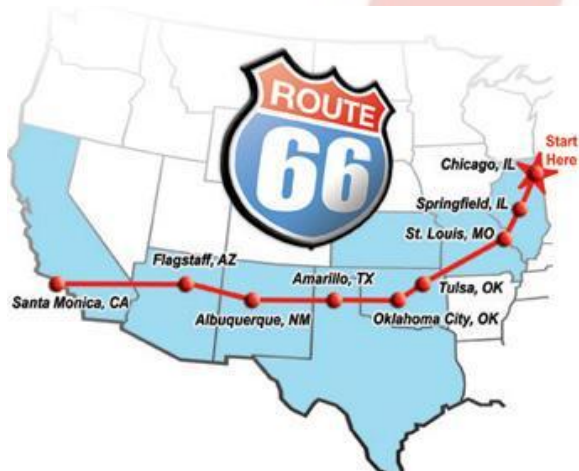 ROUTE
66
Start
Here
Chicago, IL
Springfield, IL
St. Louis, MO
Flagstaff, AZ
Amarillo, TX
Tulsa, OK
Santa Monica, CA
Albuquerque, NM
Oklahoma City, OK